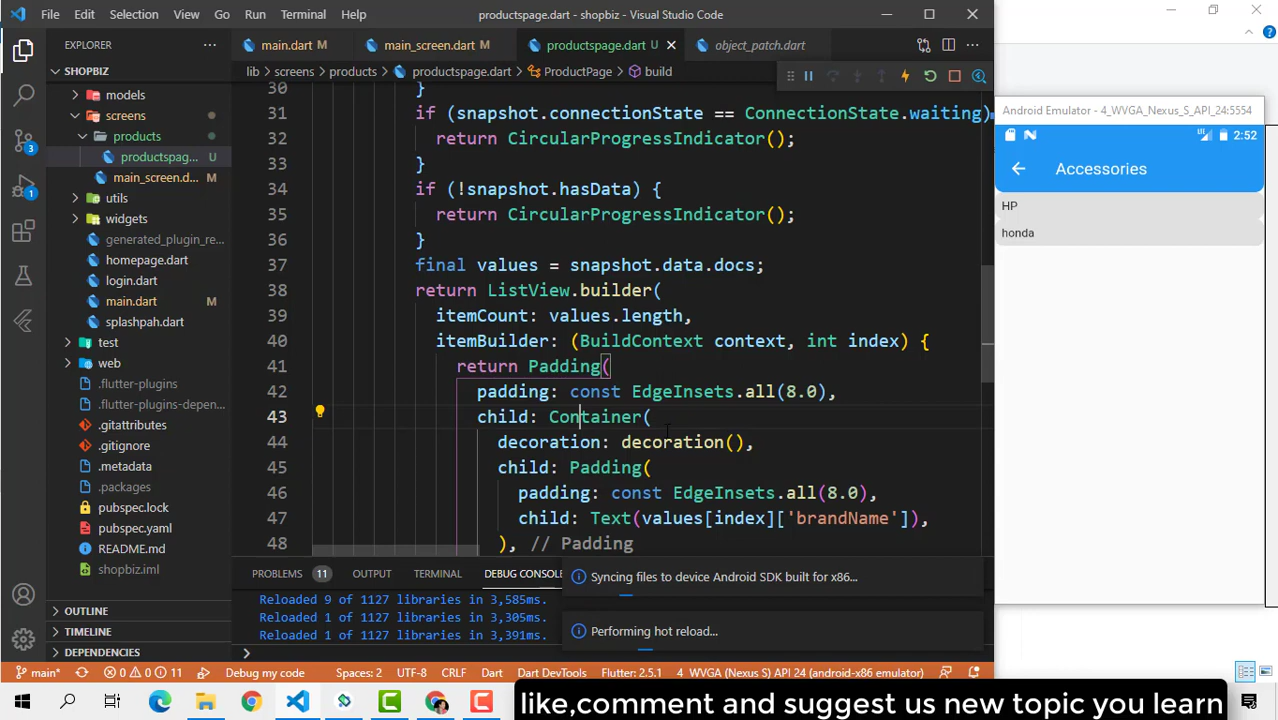 File Edit Selection View Go Run Terminal Help
productspage.dart - shopbiz - Visual Studio Code
EXPLORER
main.dart M
main_screen.dart M
productspage.dart U
object_patch.dart
SHOPBIZ
lib > screens > products > productspage.dart > ProductPage > build
models
screens
products
productspag... U
main_screen.d... M
utils
widgets
generated_plugin_re...
homepage.dart
login.dart
main.dart M
splashpah.dart
test
web
.flutter-plugins
.flutter-plugins-depen...
.gitattributes
.gitignore
.metadata
.packages
pubspec.lock
pubspec.yaml
README.md
shopbiz.iml
OUTLINE
TIMELINE
DEPENDENCIES
3
1
30 }
31 if (snapshot.connectionState == ConnectionState.waiting)
32 return CircularProgressIndicator();
33 }
34 if (!snapshot.hasData) {
35 return CircularProgressIndicator();
36 }
37 final values = snapshot.data.docs;
38 return ListView.builder(
39 itemCount: values.length,
40 itemBuilder: (BuildContext context, int index) {
41 return Padding(
42 padding: const EdgeInsets.all(8.0),
43 child: Container(
44 decoration: decoration(),
45 child: Padding(
46 padding: const EdgeInsets.all(8.0),
47 child: Text(values[index]['brandName']),
48 ), // Padding
PROBLEMS 11 OUTPUT TERMINAL DEBUG CONSOLE
Reloaded 9 of 1127 libraries in 3,585ms.
Reloaded 1 of 1127 libraries in 3,305ms.
Reloaded 1 of 1127 libraries in 3,391ms.
Syncing files to device Android SDK built for x86...
Performing hot reload...
main* 0 0 11 Debug my code Spaces: 2 UTF-8 CRLF Dart Dart DevTools Flutter: 2.5.1 4_WVGA (Nexus S) API 24 (android-x86 emulator)
Android Emulator - 4_WVGA_Nexus_S_API_24:5554
2:52
Accessories
HP
honda
like,comment and suggest us new topic you learn